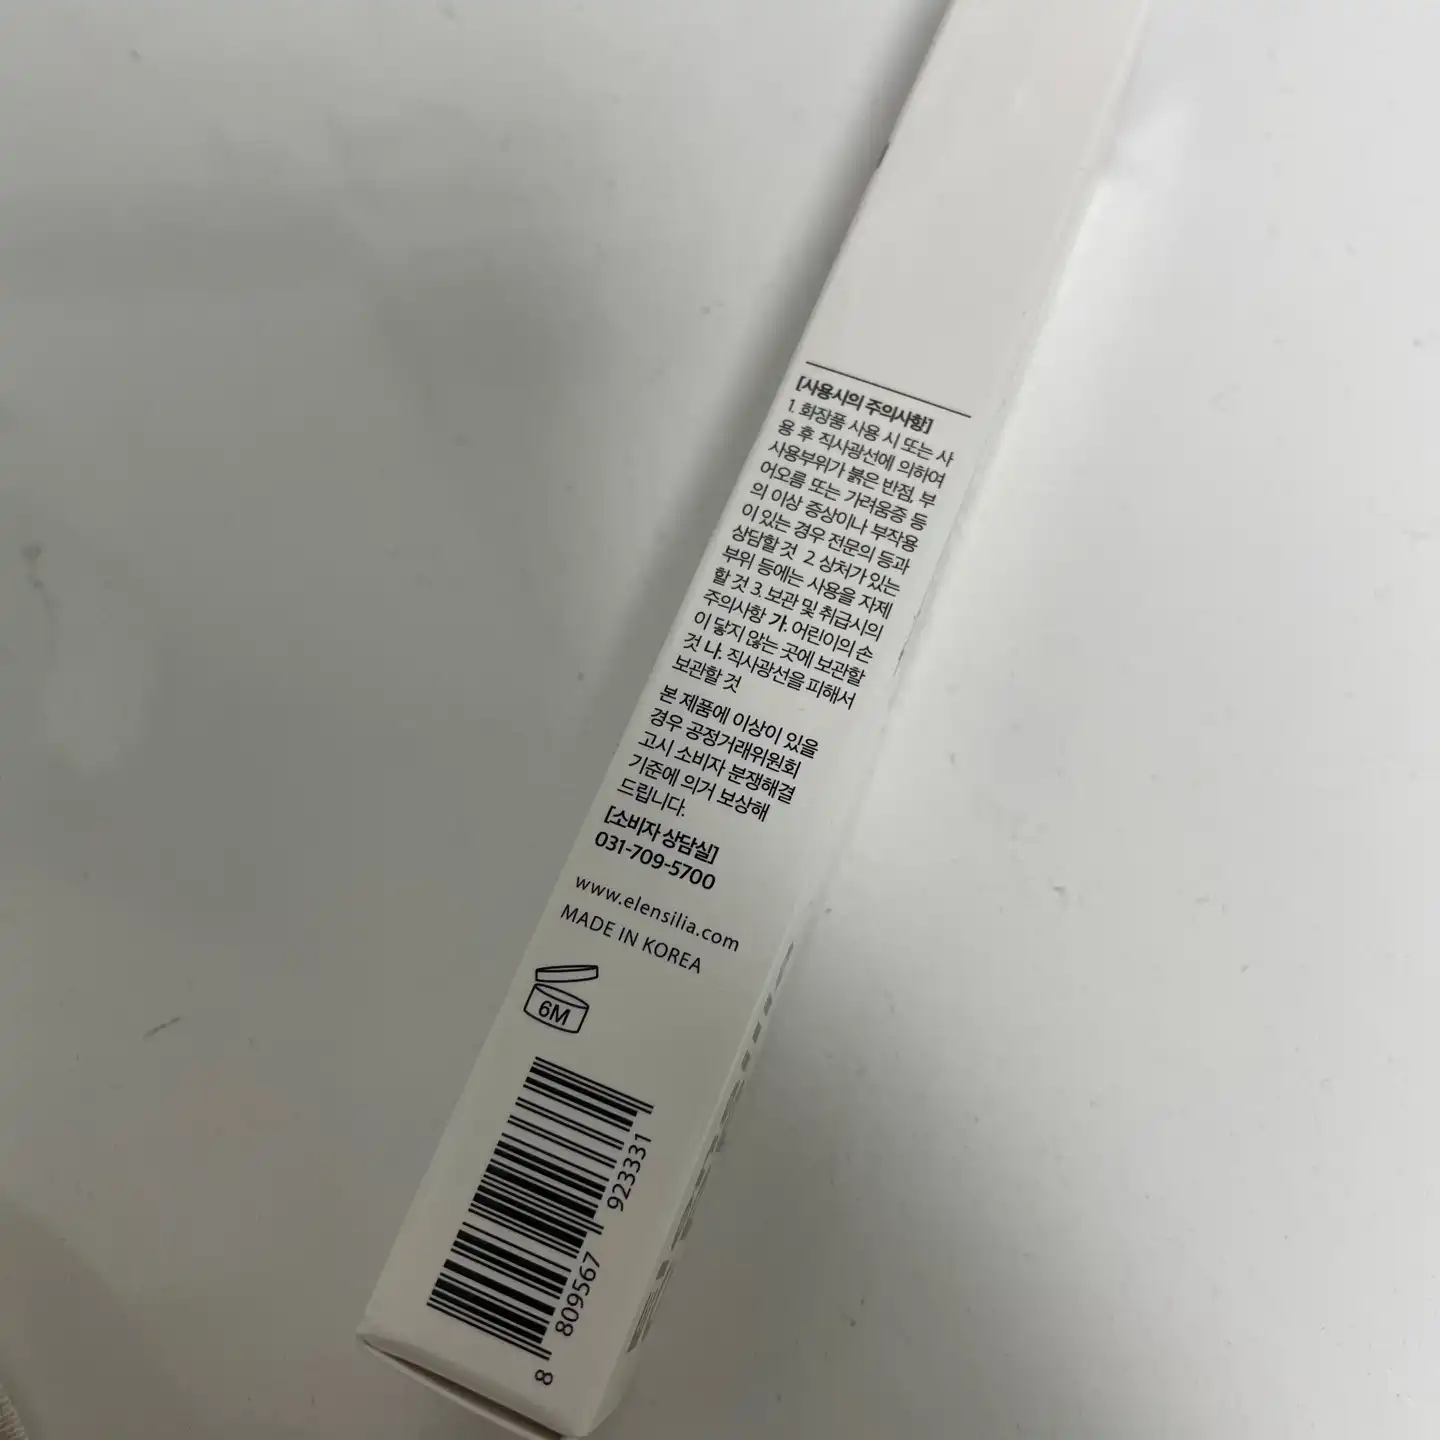 [사용시의 주의사항]
1. 화장품 사용 시 또는 사
용 후 직사광선에 의하여
사용부위가 붉은 반점, 부
어오름 또는 가려움증 등
의 이상 증상이나 부작용
이 있는 경우 전문의 등과
상담할 것 2 상처가 있는
부위 등에는 사용을 자제
할 것 3. 보관 및 취급시의
주의사항 가. 어린이의 손
이 닿지 않는 곳에 보관할
것 나. 직사광선을 피해서
보관할 것
본 제품에 이상이 있을
경우 공정거래위원회
고시 소비자 분쟁해결
기준에 의거 보상해
드립니다.
[소비자 상담실]
031-709-5700
www.elensilia.com
MADE IN KOREA
6M
8 809567 923331